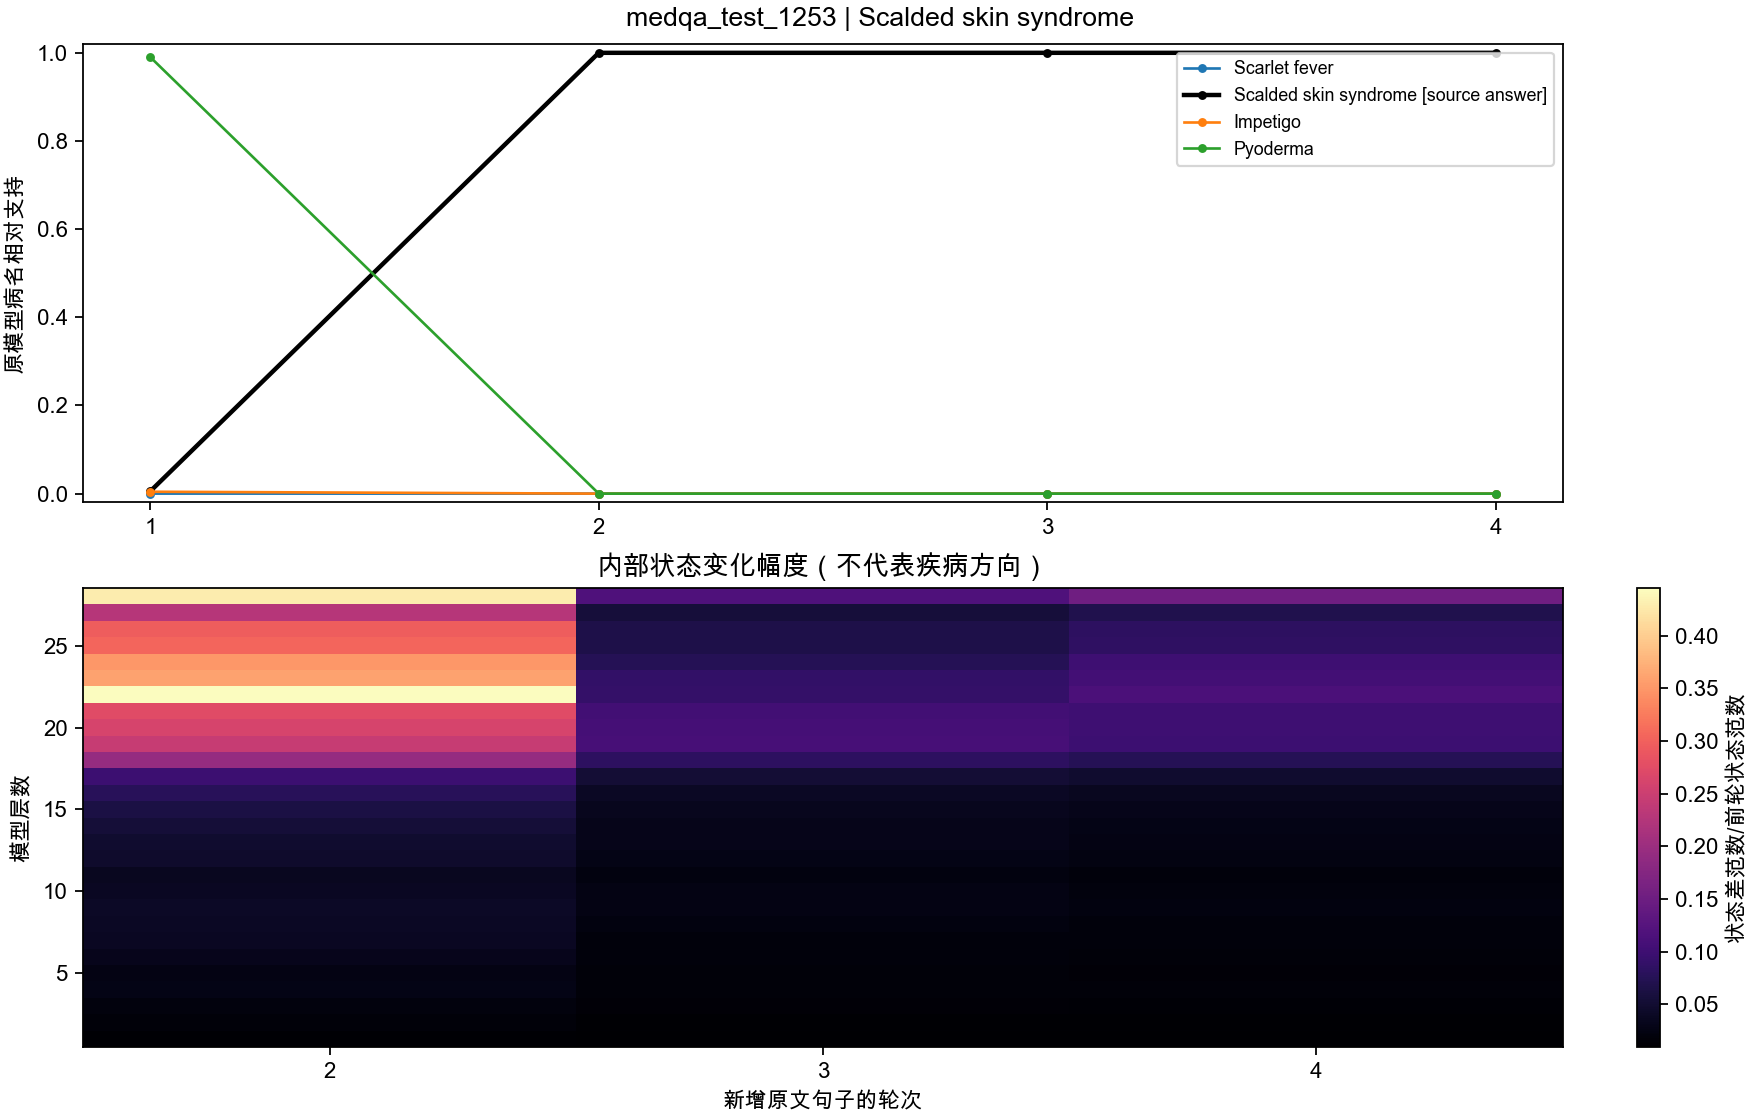 medqa_test_1253 | Scalded skin syndrome
原模型病名相对支持
1.0
0.8
0.6
0.4
0.2
0.0
Scarlet fever
Scalded skin syndrome [source answer]
Impetigo
Pyoderma
1 2 3 4
内部状态变化幅度（不代表疾病方向）
模型层数
25
20
15
10
5
2 3 4
新增原文句子的轮次
0.40
0.35
0.30
0.25
0.20
0.15
0.10
0.05
状态差范数/前轮状态范数